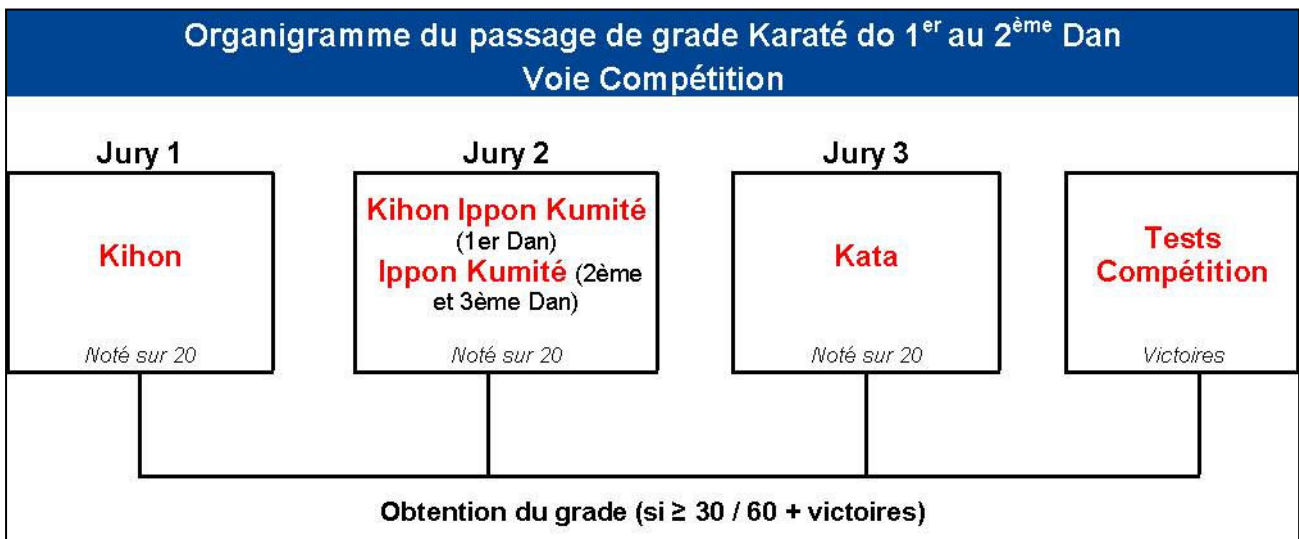 Organigramme du passage de grade Karaté do 1er au 2ème Dan
Voie Compétition
Jury 1
Kihon
Noté sur 20
Jury 2
Kihon Ippon Kumité
(1er Dan)
Ippon Kumité (2ème
et 3ème Dan)
Noté sur 20
Jury 3
Kata
Noté sur 20
Tests
Compétition
Victoires
Obtention du grade (si ≥ 30 / 60 + victoires)